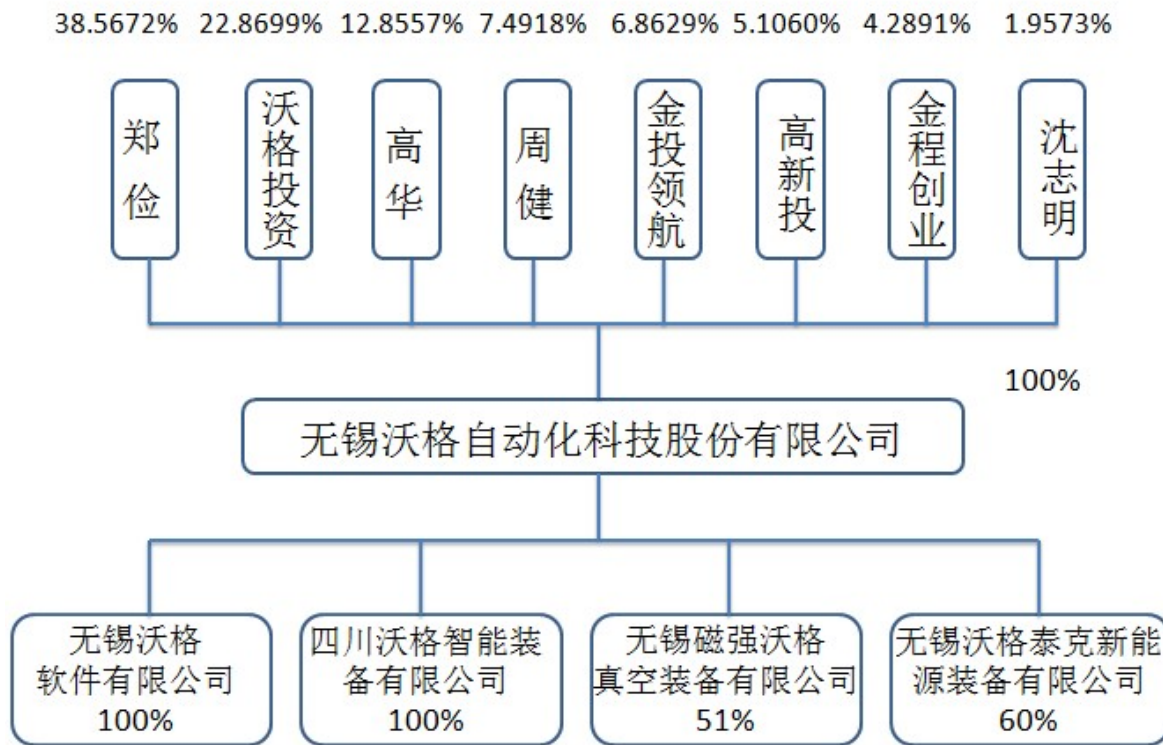 38.5672% 22.8699% 12.8557% 7.4918% 6.8629% 5.1060% 4.2891% 1.9573%
郑俭
沃格投资
高华
周健
金投领航
高新投
金程创业
沈志明
100%
无锡沃格自动化科技股份有限公司
无锡沃格
软件有限公司
100%
四川沃格智能装
备有限公司
100%
无锡磁强沃格
真空装备有限公司
51%
无锡沃格泰克新能
源装备有限公司
60%